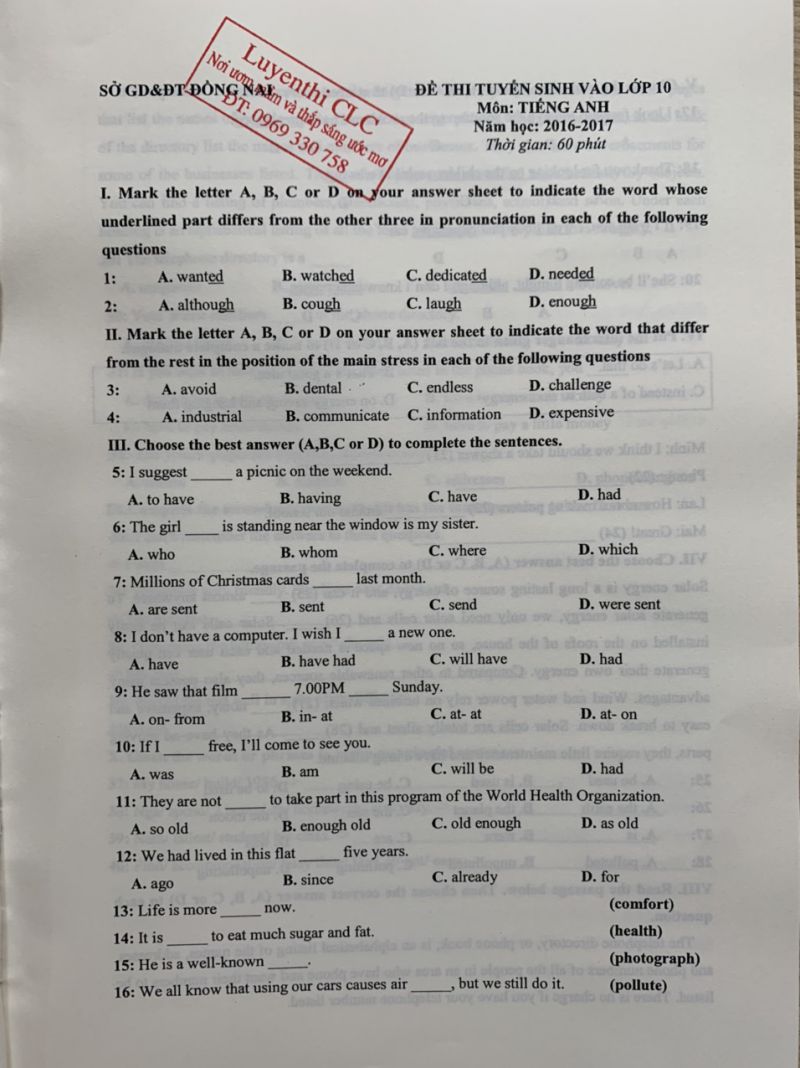 SỞ GD&ĐT ĐỒNG NAI
ĐỀ THI TUYỂN SINH VÀO LỚP 10
Môn: TIẾNG ANH
Năm học: 2016-2017
Thời gian: 60 phút
Luyenthi CLC
Nơi ươm mầm và thắp sáng ước mơ
ĐT: 0969 330 758
I. Mark the letter A, B, C or D on your answer sheet to indicate the word whose
underlined part differs from the other three in pronunciation in each of the following
questions
1: A. wanted B. watched C. dedicated D. needed
2: A. although B. cough C. laugh D. enough
II. Mark the letter A, B, C or D on your answer sheet to indicate the word that differ
from the rest in the position of the main stress in each of the following questions
3: A. avoid B. dental C. endless D. challenge
4: A. industrial B. communicate C. information D. expensive
III. Choose the best answer (A,B,C or D) to complete the sentences.
5: I suggest _____ a picnic on the weekend.
A. to have B. having C. have D. had
6: The girl ____ is standing near the window is my sister.
A. who B. whom C. where D. which
7: Millions of Christmas cards _____ last month.
A. are sent B. sent C. send D. were sent
8: I don't have a computer. I wish I _____ a new one.
A. have B. have had C. will have D. had
9: He saw that film ______ 7.00PM _____ Sunday.
A. on- from B. in- at C. at- at D. at- on
10: If I _____ free, I'll come to see you.
A. was B. am C. will be D. had
11: They are not _____ to take part in this program of the World Health Organization.
A. so old B. enough old C. old enough D. as old
12: We had lived in this flat _____ five years.
A. ago B. since C. already D. for
13: Life is more _____ now. (comfort)
14: It is _____ to eat much sugar and fat. (health)
15: He is a well-known _____. (photograph)
16: We all know that using our cars causes air _____, but we still do it. (pollute)